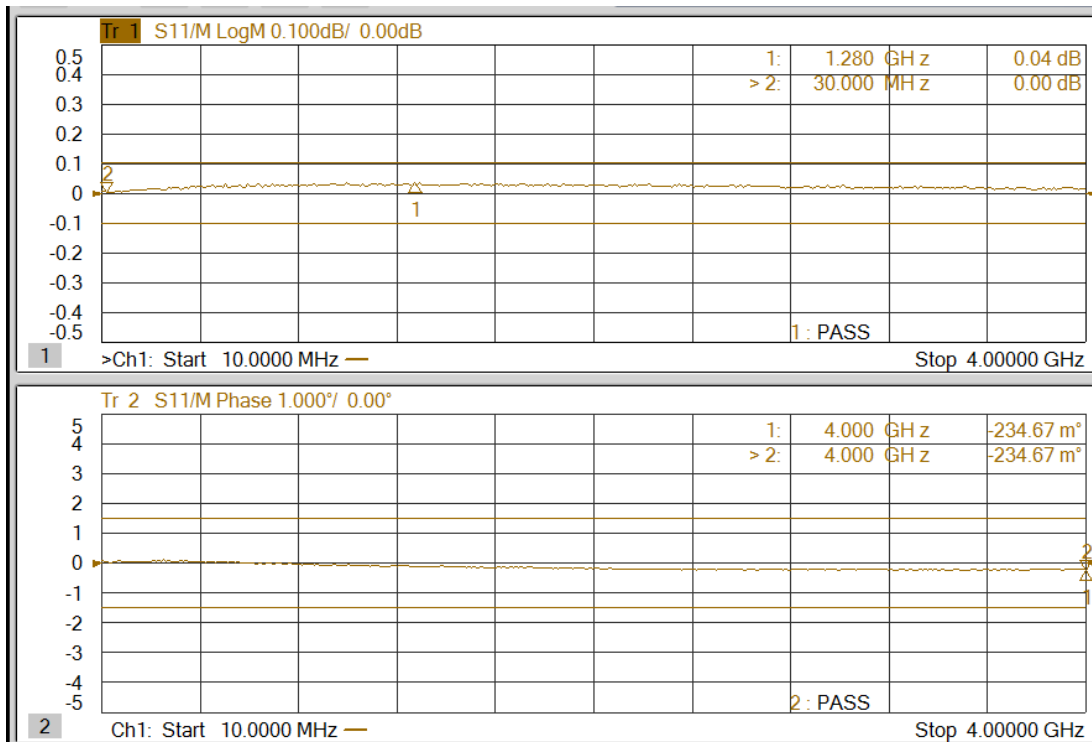 Tr 1 S11/M LogM 0.100dB/ 0.00dB
0.5
0.4
0.3
0.2
0.1
0
-0.1
-0.2
-0.3
-0.4
-0.5
1: 1.280 GHz 0.04 dB
> 2: 30.000 MHz 0.00 dB
2
1
1 : PASS
1
>Ch1: Start 10.0000 MHz
Stop 4.00000 GHz
Tr 2 S11/M Phase 1.000°/ 0.00°
5
4
3
2
1
0
-1
-2
-3
-4
-5
1: 4.000 GHz -234.67 m°
> 2: 4.000 GHz -234.67 m°
2
1
2 : PASS
2
Ch1: Start 10.0000 MHz
Stop 4.00000 GHz